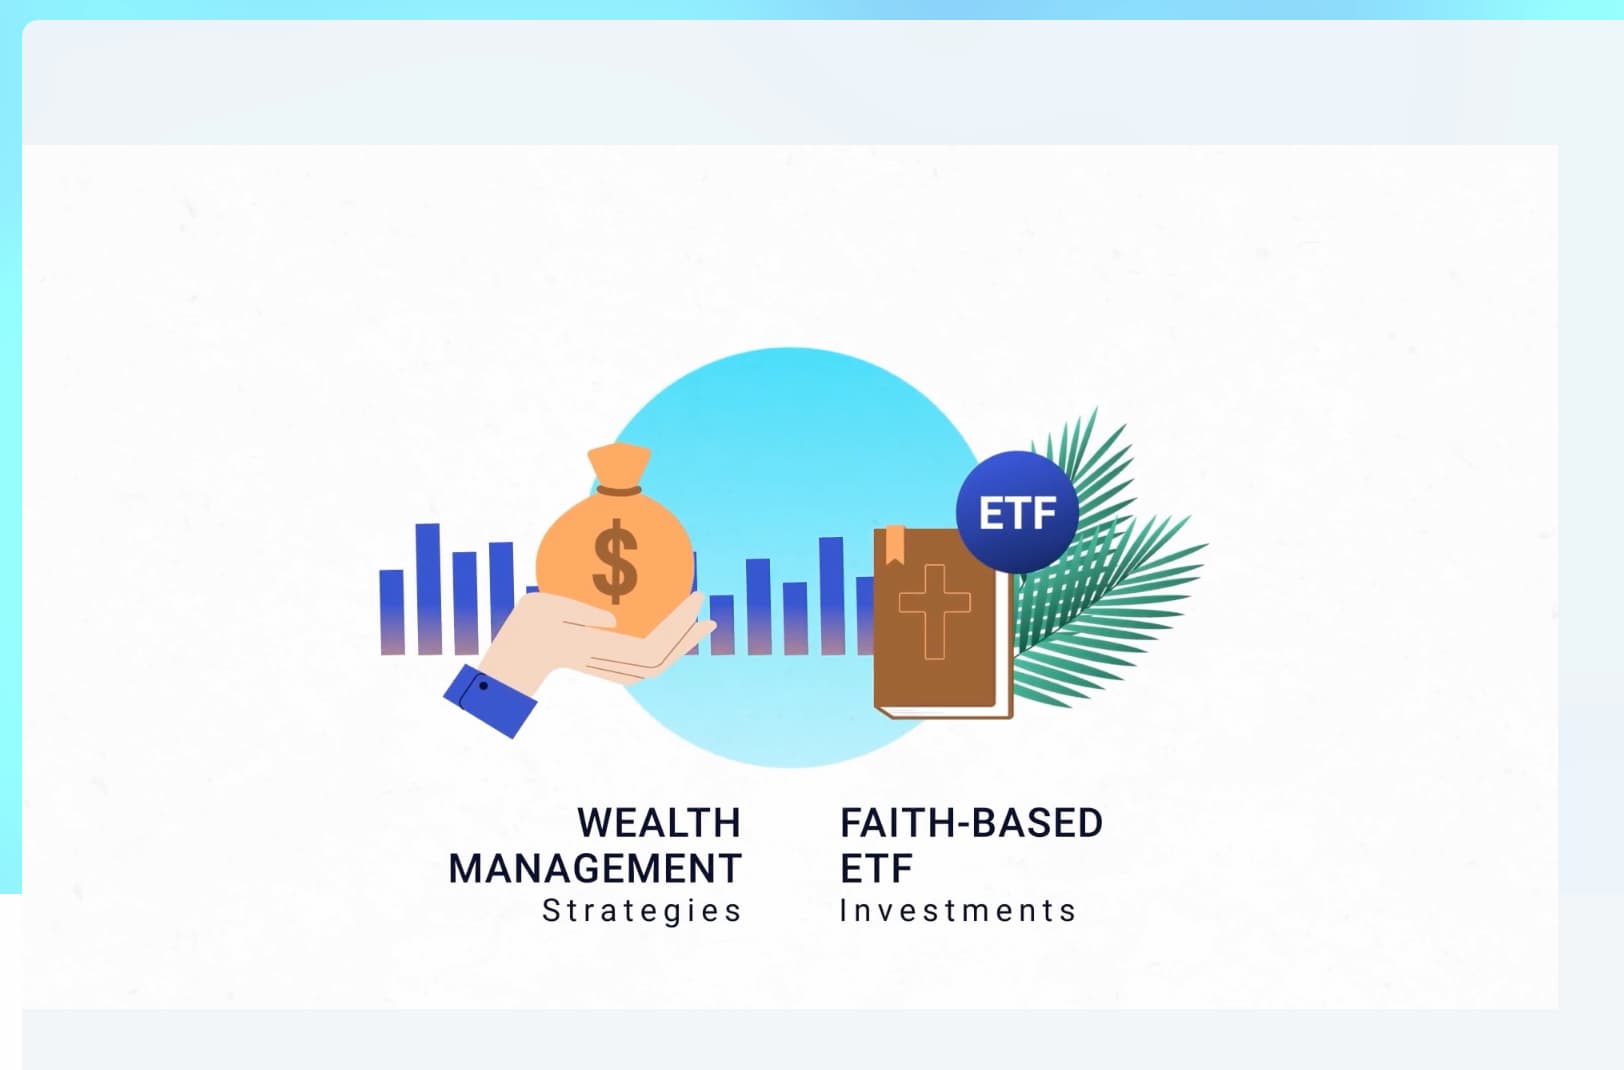 $
ETF
WEALTH
MANAGEMENT
Strategies
FAITH-BASED
ETF
Investments